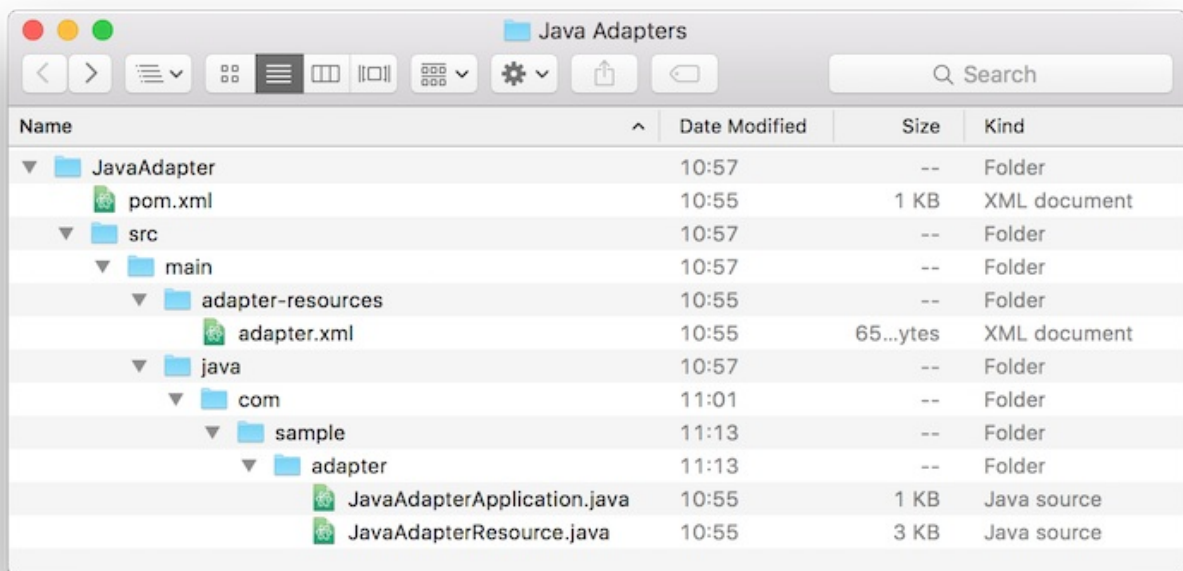 Java Adapters
Search
Name Date Modified Size Kind
JavaAdapter 10:57 -- Folder
pom.xml 10:55 1 KB XML document
src 10:57 -- Folder
main 10:57 -- Folder
adapter-resources 10:55 -- Folder
adapter.xml 10:55 65...ytes XML document
java 10:57 -- Folder
com 11:01 -- Folder
sample 11:13 -- Folder
adapter 11:13 -- Folder
JavaAdapterApplication.java 10:55 1 KB Java source
JavaAdapterResource.java 10:55 3 KB Java source